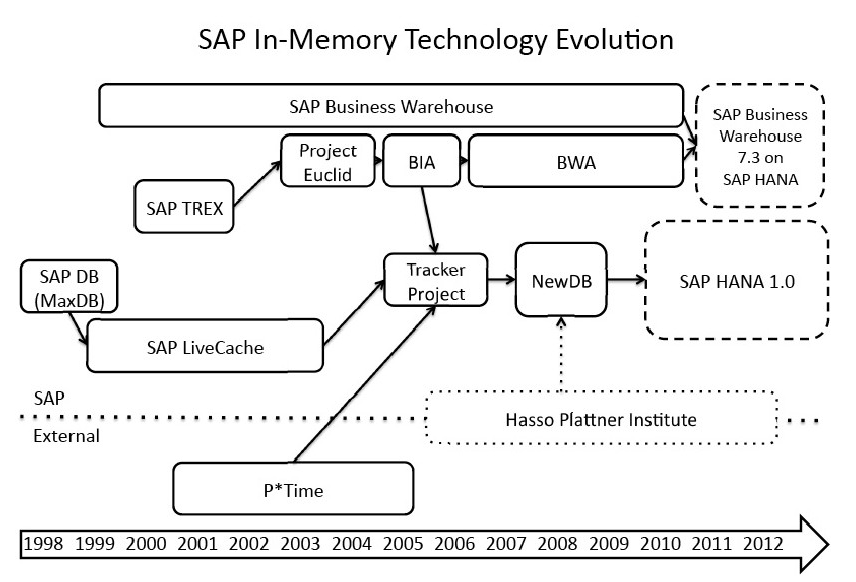 SAP In-Memory Technology Evolution
SAP Business Warehouse
SAP Business
Warehouse
7.3 on
SAP HANA
Project
Euclid
BIA
BWA
SAP TREX
SAP DB
(MaxDB)
Tracker
Project
NewDB
SAP HANA 1.0
SAP LiveCache
SAP
Hasso Plattner Institute
External
P*Time
1998 1999 2000 2001 2002 2003 2004 2005 2006 2007 2008 2009 2010 2011 2012